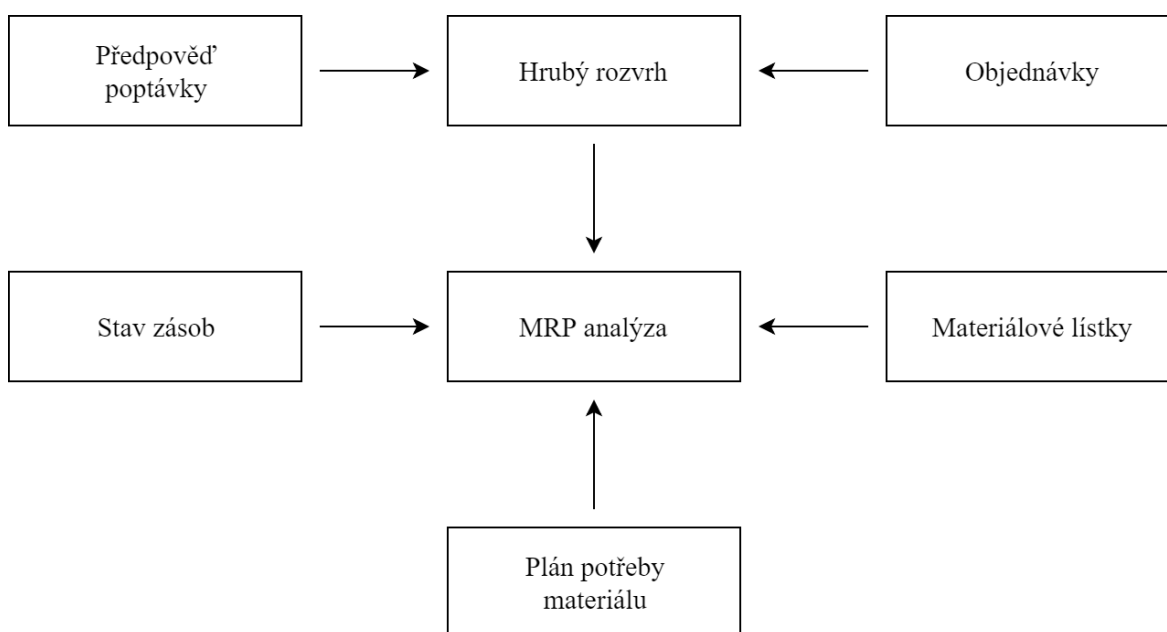 Předpověď
poptávky
Hrubý rozvrh
Objednávky
Stav zásob
MRP analýza
Materiálové lístky
Plán potřeby
materiálu